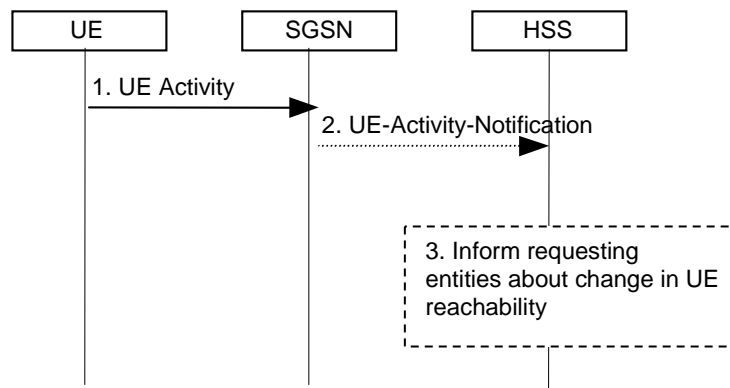 UE
SGSN
HSS
1. UE Activity
2. UE-Activity-Notification
3. Inform requesting
entities about change in UE
reachability